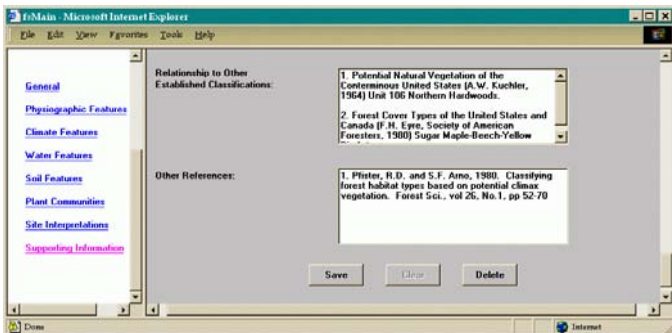 fsMain - Microsoft Internet Explorer
File Edit View Favorites Tools Help
General
Physiographic Features
Climate Features
Water Features
Soil Features
Plant Communities
Site Interpretations
Supporting Information
Relationship to Other
Established Classifications:
1. Potential Natural Vegetation of the
Conterminous United States (A.W. Kuchler,
1964) Unit 106 Northern Hardwoods.
2. Forest Cover Types of the United States and
Canada (F.H. Eyre, Society of American
Foresters, 1980) Sugar Maple-Beech-Yellow
Other References:
1. Pfister, R.D. and S.F. Arno, 1980. Classifying
forest habitat types based on potential climax
vegetation. Forest Sci., vol 26, No.1, pp 52-70
Save Clear Delete
Done Internet